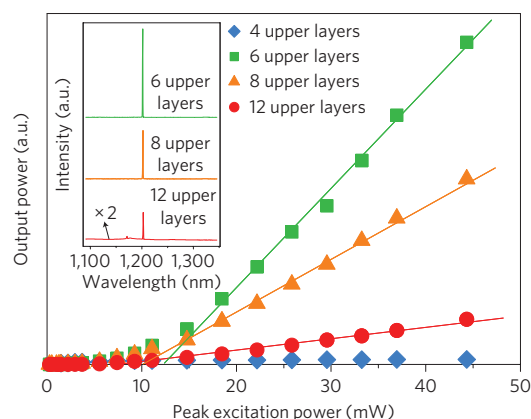 4 upper layers
6 upper layers
8 upper layers
12 upper layers
6 upper
layers
8 upper
layers
12 upper
layers
×2
Intensity (a.u.)
1,100 1,200 1,300
Wavelength (nm)
Output power (a.u.)
0 10 20 30 40 50
Peak excitation power (mW)